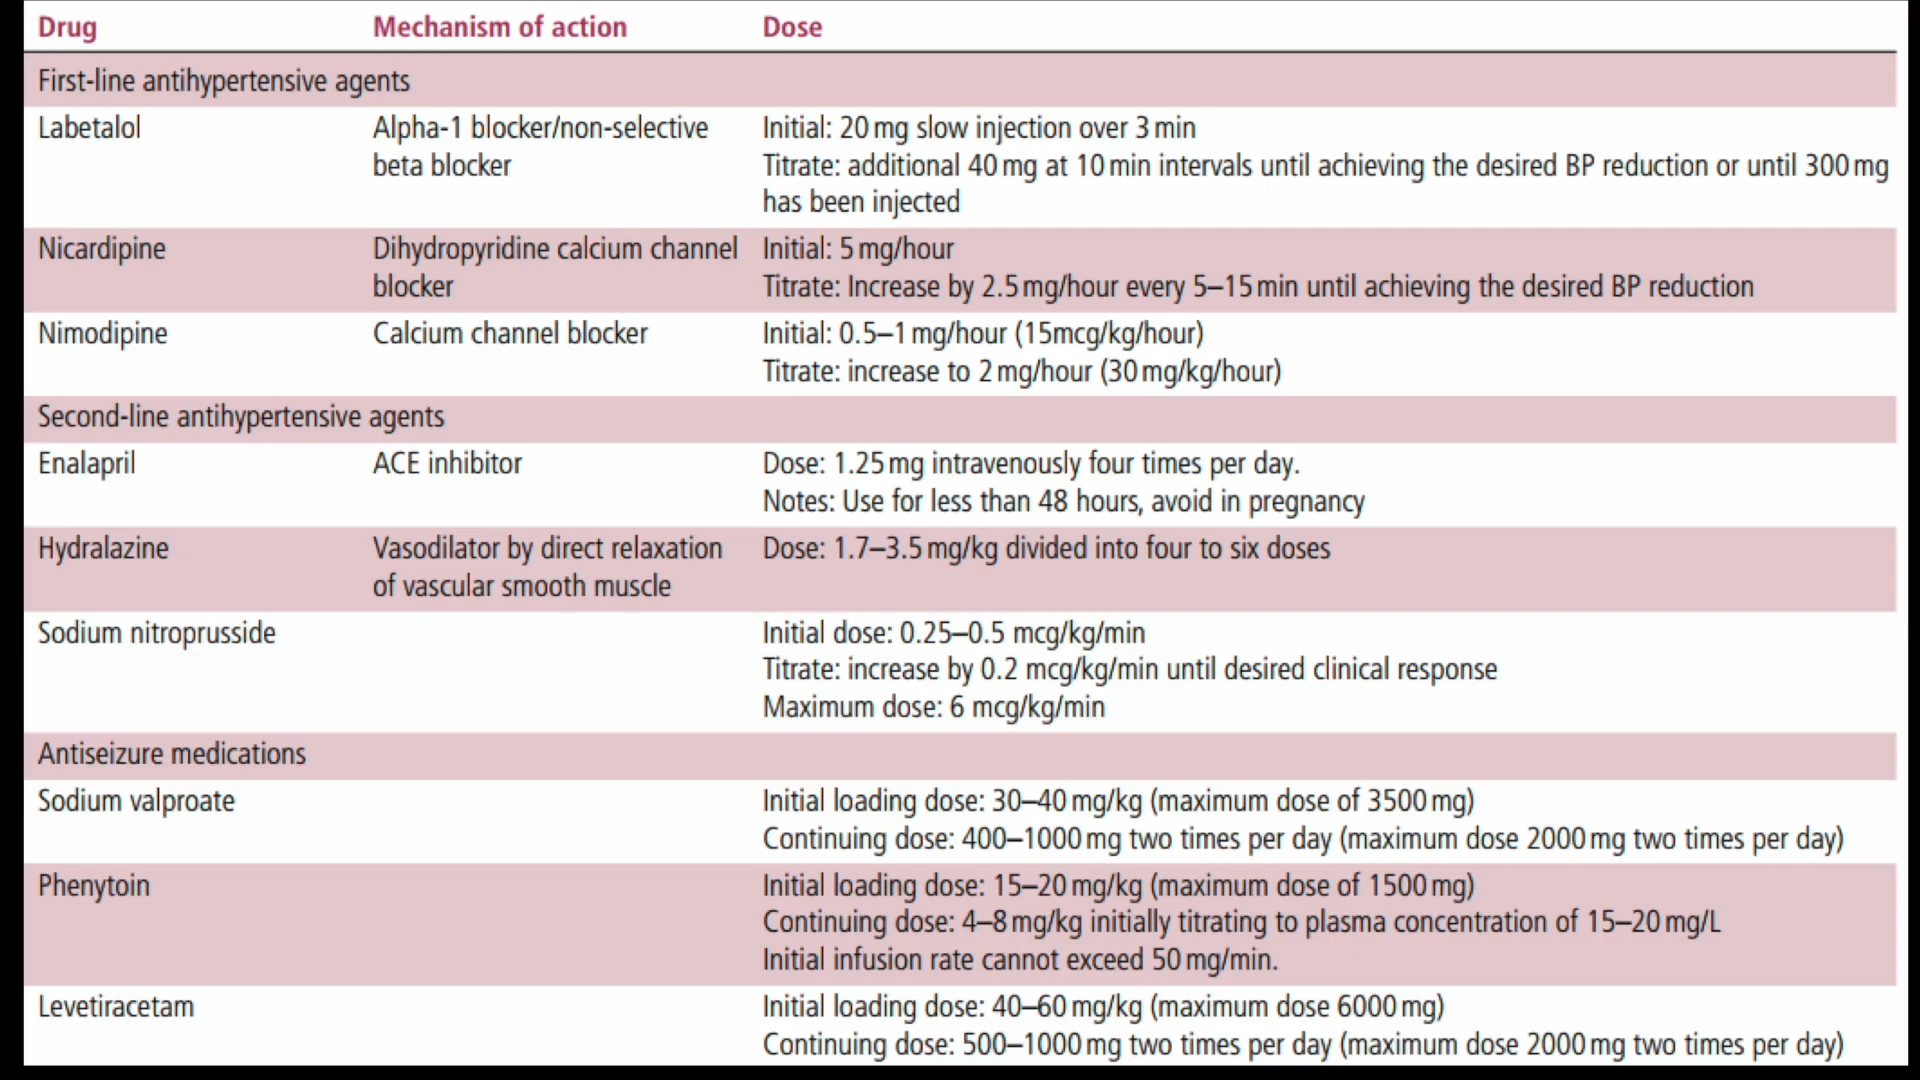 Drug Mechanism of action Dose
First-line antihypertensive agents
Labetalol Alpha-1 blocker/non-selective Initial: 20 mg slow injection over 3 min
beta blocker Titrate: additional 40 mg at 10 min intervals until achieving the desired BP reduction or until 300 mg
has been injected
Nicardipine Dihydropyridine calcium channel Initial: 5 mg/hour
blocker Titrate: Increase by 2.5 mg/hour every 5–15 min until achieving the desired BP reduction
Nimodipine Calcium channel blocker Initial: 0.5–1 mg/hour (15mcg/kg/hour)
Titrate: increase to 2 mg/hour (30 mg/kg/hour)
Second-line antihypertensive agents
Enalapril ACE inhibitor Dose: 1.25 mg intravenously four times per day.
Notes: Use for less than 48 hours, avoid in pregnancy
Hydralazine Vasodilator by direct relaxation Dose: 1.7–3.5 mg/kg divided into four to six doses
of vascular smooth muscle
Sodium nitroprusside Initial dose: 0.25–0.5 mcg/kg/min
Titrate: increase by 0.2 mcg/kg/min until desired clinical response
Maximum dose: 6 mcg/kg/min
Antiseizure medications
Sodium valproate Initial loading dose: 30–40 mg/kg (maximum dose of 3500 mg)
Continuing dose: 400–1000 mg two times per day (maximum dose 2000 mg two times per day)
Phenytoin Initial loading dose: 15–20 mg/kg (maximum dose of 1500 mg)
Continuing dose: 4–8 mg/kg initially titrating to plasma concentration of 15–20 mg/L
Initial infusion rate cannot exceed 50 mg/min.
Levetiracetam Initial loading dose: 40–60 mg/kg (maximum dose 6000 mg)
Continuing dose: 500–1000 mg two times per day (maximum dose 2000 mg two times per day)